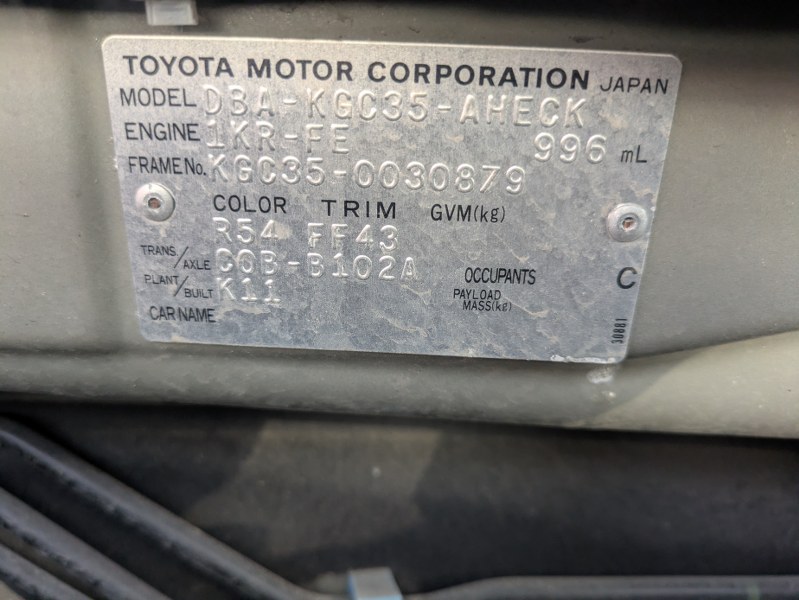 TOYOTA MOTOR CORPORATION JAPAN
MODEL DBA-KGC35-AHECK
ENGINE 1KR-FE 996 mL
FRAME No. KGC35-0030879
COLOR TRIM GVM(kg)
R54 FF43
TRANS./AXLE C0B-B102A OCCUPANTS C
PLANT/BUILT K11 PAYLOAD MASS(kg)
CAR NAME
10881